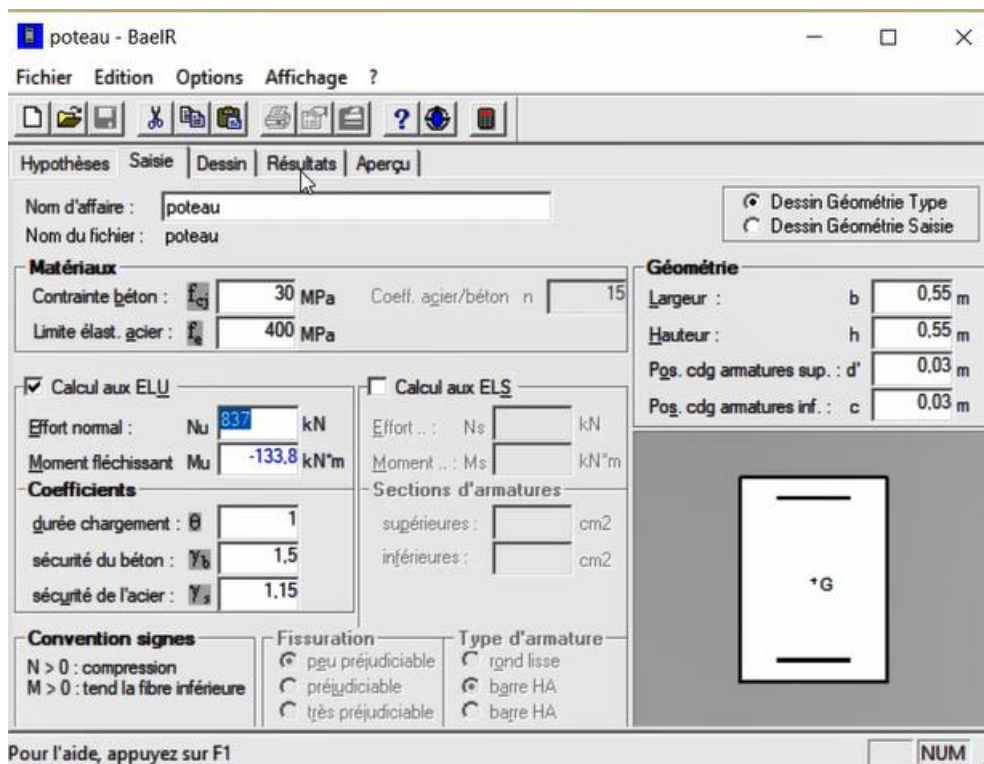 poteau - BaelR
Fichier Edition Options Affichage ?
Hypothèses Saisie Dessin Résultats Aperçu
Nom d'affaire : poteau
Nom du fichier : poteau
Dessin Géométrie Type
Dessin Géométrie Saisie
Matériaux
Contrainte béton : fcj 30 MPa Coeff. acier/béton n 15
Limite élast. acier : fe 400 MPa
Géométrie
Largeur : b 0,55 m
Hauteur : h 0,55 m
Pos. cdg armatures sup. : d' 0,03 m
Pos. cdg armatures inf. : c 0,03 m
Calcul aux ELU
Effort normal : Nu 837 kN
Moment fléchissant Mu -133,8 kN*m
Calcul aux ELS
Effort .. : Ns kN
Moment .. : Ms kN*m
Coefficients
durée chargement : θ 1
sécurité du béton : γb 1,5
sécurité de l'acier : γs 1,15
Sections d'armatures
supérieures : cm2
inférieures : cm2
+G
Convention signes
N > 0 : compression
M > 0 : tend la fibre inférieure
Fissuration
peu préjudiciable
préjudiciable
très préjudiciable
Type d'armature
rond lisse
barre HA
barre HA
Pour l'aide, appuyez sur F1 NUM